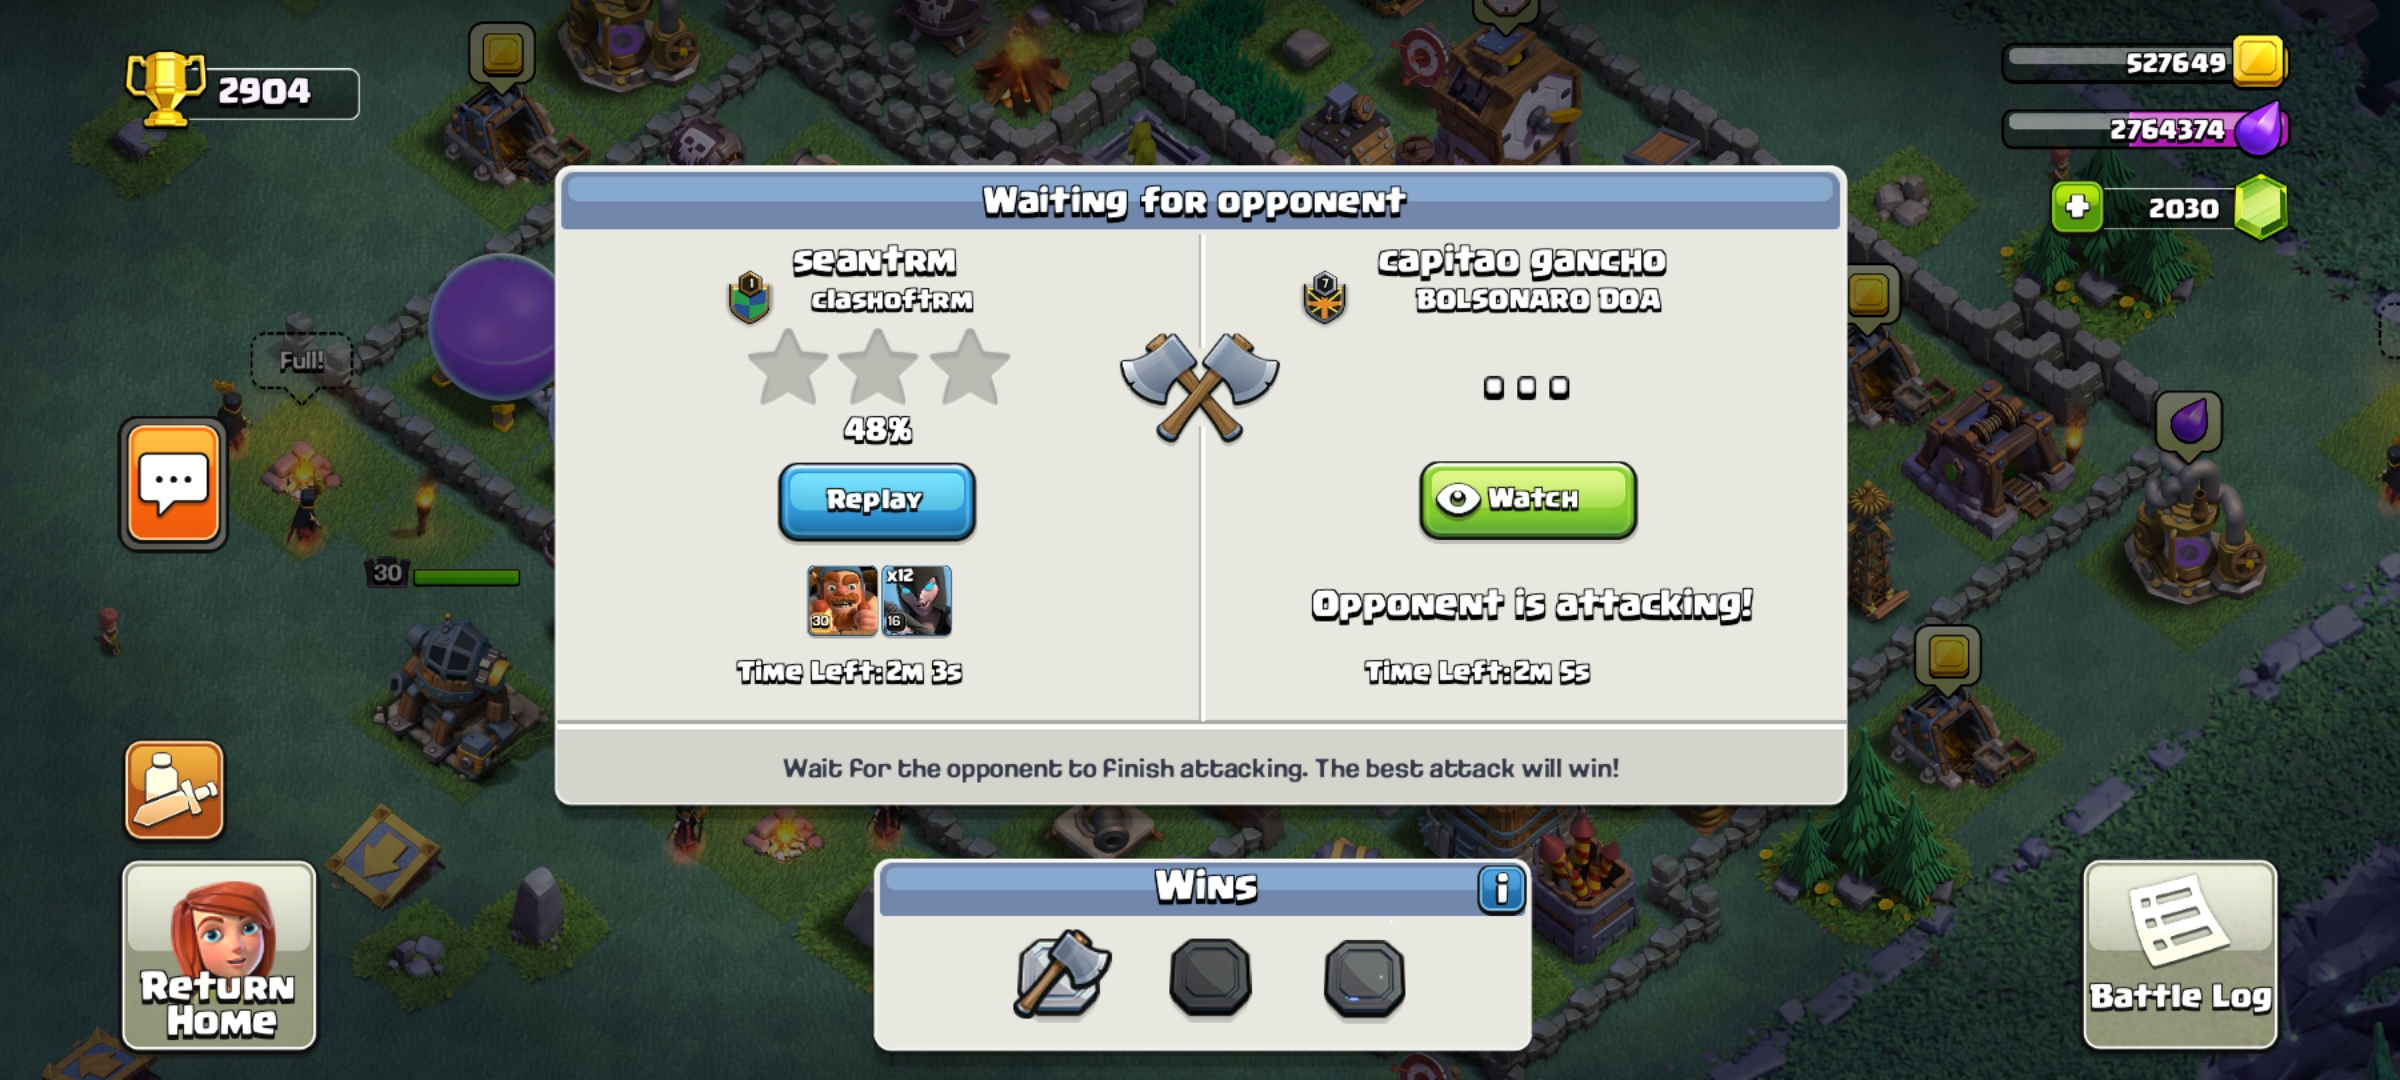 2904
527649
2764374
2030
Full!
30
Waiting for opponent
seantrm
1
clashoftrm
48%
Replay
x12
30
16
Time Left:2m 3s
capitao gancho
7
BOLSONARO DOA
...
Watch
Opponent is attacking!
Time Left:2m 5s
Wait for the opponent to finish attacking. The best attack will win!
Wins
i
Return
Home
Battle Log